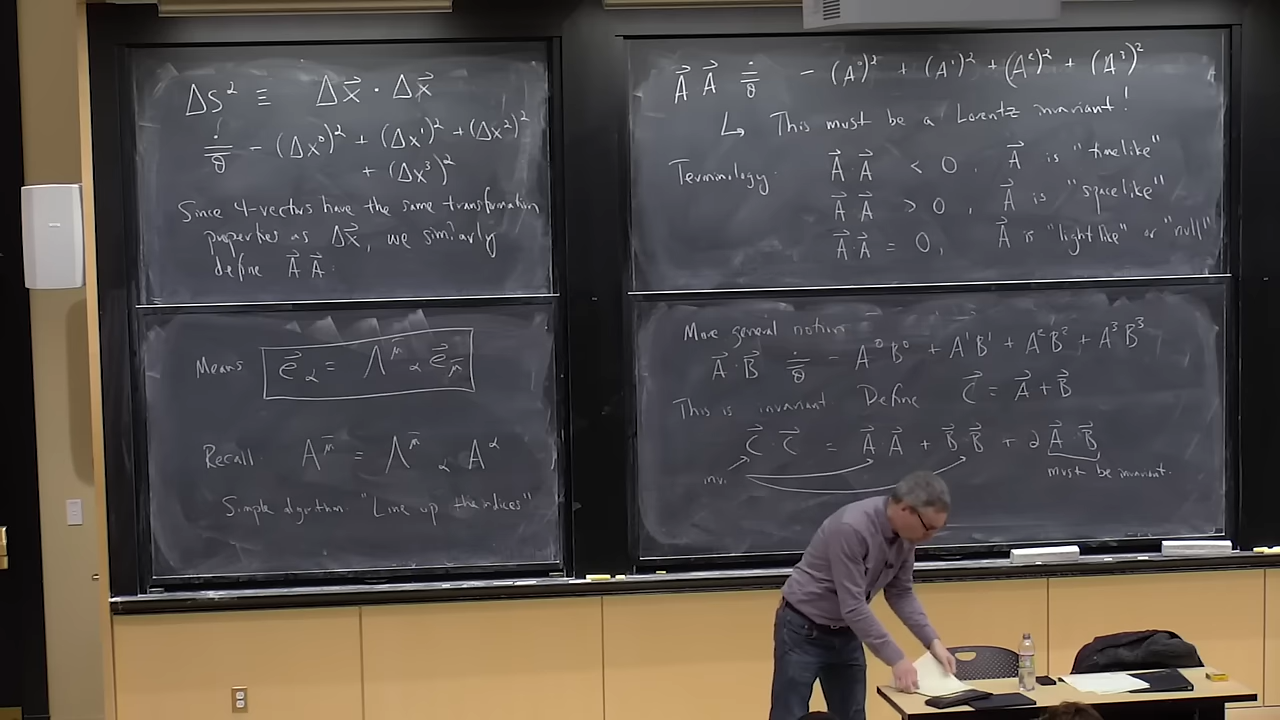 ΔS² ≡ Δx⃗ · Δx⃗
≐ − (Δx⁰)² + (Δx¹)² + (Δx²)²
O
+ (Δx³)²
Since 4-vectors have the same transformation
properties as Δx⃗, we similarly
define A⃗·A⃗.
Means e⃗_α = Λ^μ̄_α e⃗_μ̄
Recall: A^μ̄ = Λ^μ̄_α A^α
Simple algorithm: "Line up the indices"
A⃗·A⃗ ≐ − (A⁰)² + (A¹)² + (A²)² + (A³)²
O
↳ This must be a Lorentz invariant!
Terminology: A⃗·A⃗ < 0, A⃗ is "timelike"
A⃗·A⃗ > 0, A⃗ is "spacelike"
A⃗·A⃗ = 0, A⃗ is "lightlike" or "null"
More general notion
A⃗·B⃗ ≐ − A⁰B⁰ + A¹B¹ + A²B² + A³B³
O
This is invariant. Define C⃗ = A⃗ + B⃗
C⃗·C⃗ = A⃗·A⃗ + B⃗·B⃗ + 2A⃗·B⃗
inv. must be invariant.